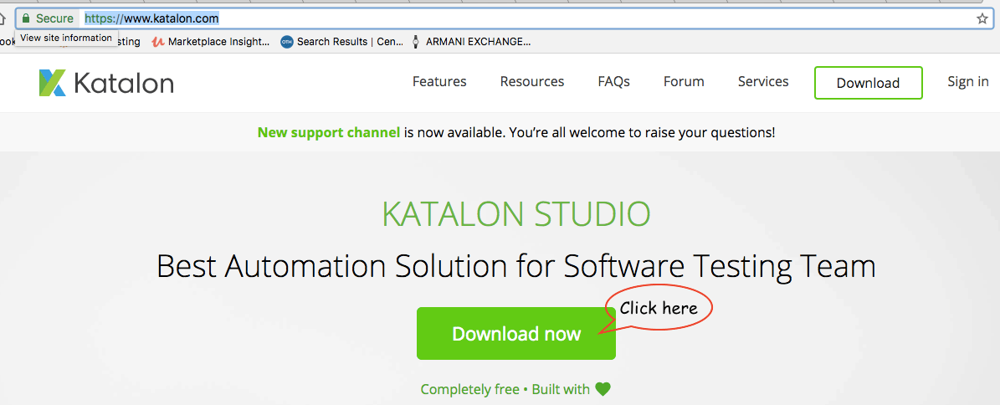 Secure https://www.katalon.com
View site information
sting Marketplace Insight... OTH Search Results | Cen... ARMANI EXCHANGE...
Katalon Features Resources FAQs Forum Services Download Sign in
New support channel is now available. You're all welcome to raise your questions!
KATALON STUDIO
Best Automation Solution for Software Testing Team
Click here
Download now
Completely free • Built with